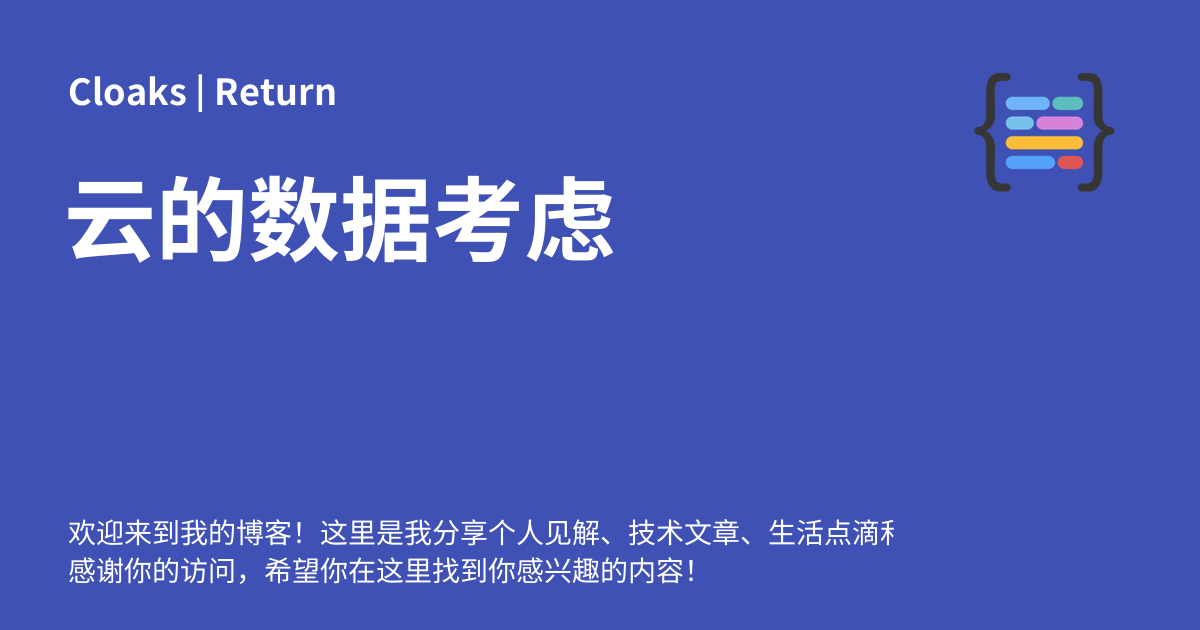 Cloaks | Return
云的数据考虑
欢迎来到我的博客！这里是我分享个人见解、技术文章、生活点滴
感谢你的访问，希望你在这里找到你感兴趣的内容！